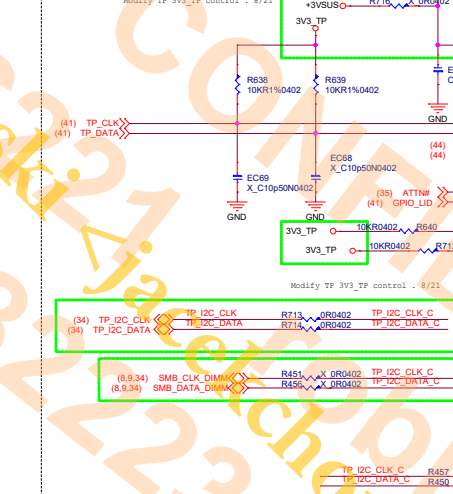 Modify TP 3V3_TP control . 8/21
+3VSUS
R716
X_0R0402
3V3_TP
R638
10KR1%0402
R639
10KR1%0402
GND
(41) TP_CLK
(41) TP_DATA
(44)
(44)
EC68
X_C10p50N0402
EC69
X_C10p50N0402
(35) ATTN#
(41) GPIO_LID
GND
GND
3V3_TP
10KR0402
R640
3V3_TP
10KR0402
Modify TP 3V3_TP control . 8/21
(34) TP_I2C_CLK
TP_I2C_CLK
R713
0R0402
TP_I2C_CLK_C
(34) TP_I2C_DATA
TP_I2C_DATA
R714
0R0402
TP_I2C_DATA_C
(8,9,34) SMB_CLK_DIMM
R451
X_0R0402
TP_I2C_CLK_C
(8,9,34) SMB_DATA_DIMM
R456
X_0R0402
TP_I2C_DATA_C
TP_I2C_CLK_C
R457
TP_I2C_DATA_C
R450